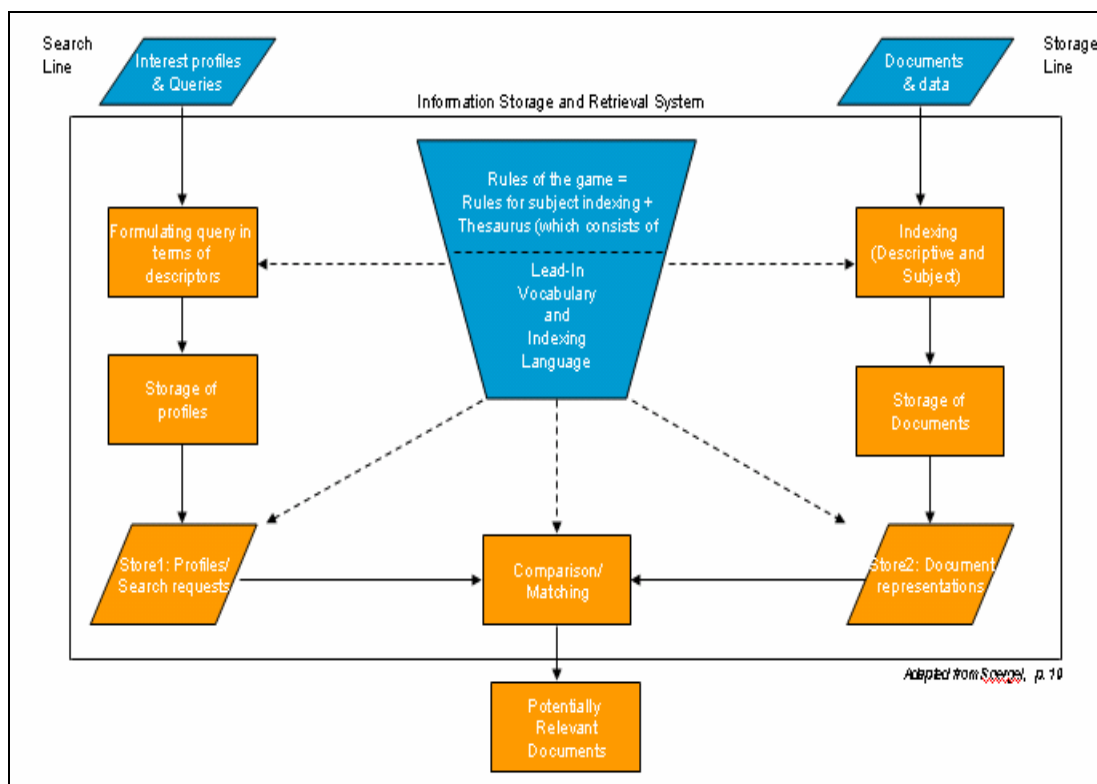 Search
Line
Interest profiles
& Queries
Documents
& data
Storage
Line
Information Storage and Retrieval System
Rules of the game =
Rules for subject indexing +
Thesaurus (which consists of
Lead-In
Vocabulary
and
Indexing
Language
Formulating query in
terms of
descriptors
Indexing
(Descriptive and
Subject)
Storage of
profiles
Storage of
Documents
Store1: Profiles/
Search requests
Comparison/
Matching
Store2: Document
representations
Adapted from
Potentially
Relevant
Documents